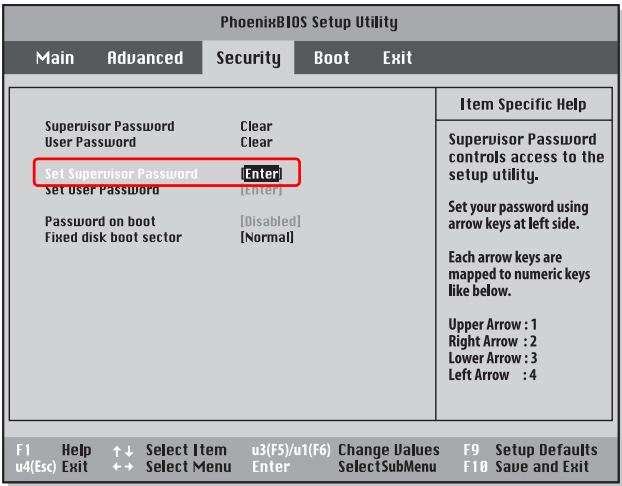 PhoenixBIOS Setup Utility
Main Advanced Security Boot Exit
Supervisor Password Clear
User Password Clear
Set Supervisor Password [Enter]
Set User Password [Enter]
Password on boot [Disabled]
Fixed disk boot sector [Normal]
Item Specific Help
Supervisor Password
controls access to the
setup utility.
Set your password using
arrow keys at left side.
Each arrow keys are
mapped to numeric keys
like below.
Upper Arrow : 1
Right Arrow : 2
Lower Arrow : 3
Left Arrow : 4
F1 Help ↑↓ Select Item u3(F5)/u1(F6) Change Values F9 Setup Defaults
u4(Esc) Exit ←→ Select Menu Enter SelectSubMenu F10 Save and Exit